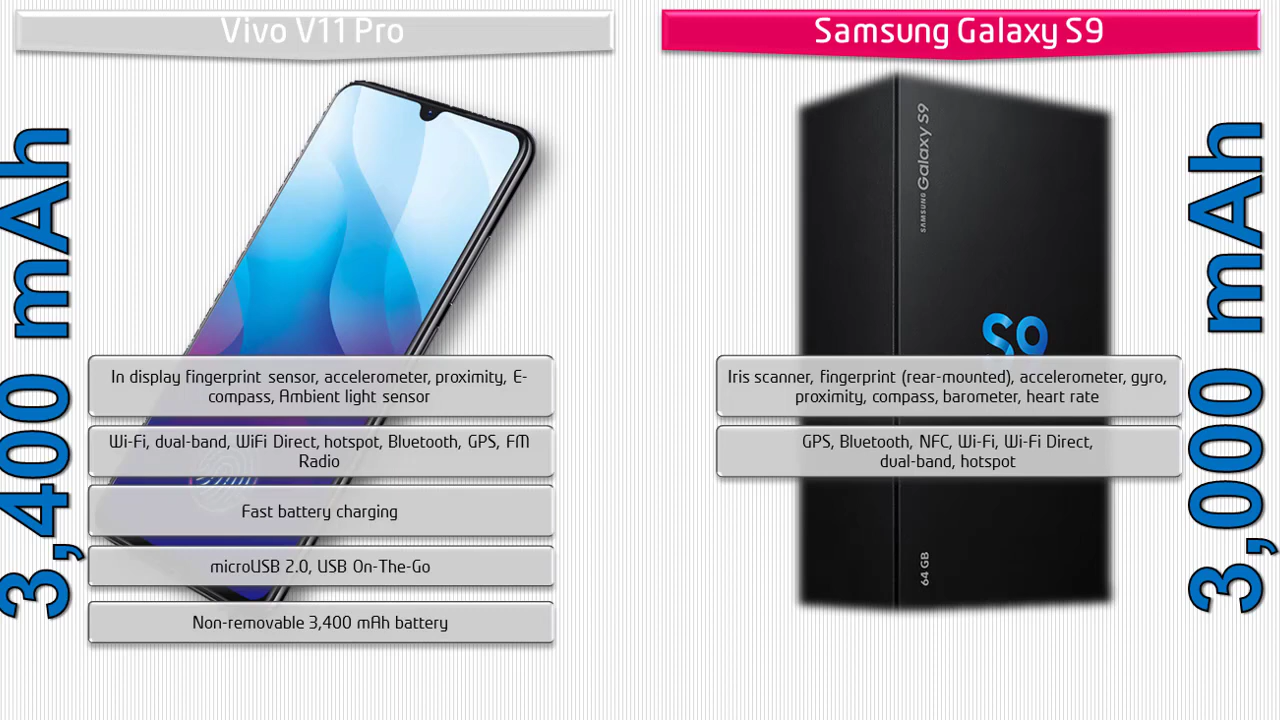 Vivo V11 Pro
Samsung Galaxy S9
3,400 mAh
In display fingerprint sensor, accelerometer, proximity, E-
compass, Ambient light sensor
Wi-Fi, dual-band, WiFi Direct, hotspot, Bluetooth, GPS, FM
Radio
Fast battery charging
microUSB 2.0, USB On-The-Go
Non-removable 3,400 mAh battery
SAMSUNG Galaxy S9
S9
Iris scanner, fingerprint (rear-mounted), accelerometer, gyro,
proximity, compass, barometer, heart rate
GPS, Bluetooth, NFC, Wi-Fi, Wi-Fi Direct,
dual-band, hotspot
64 GB
3,000 mAh